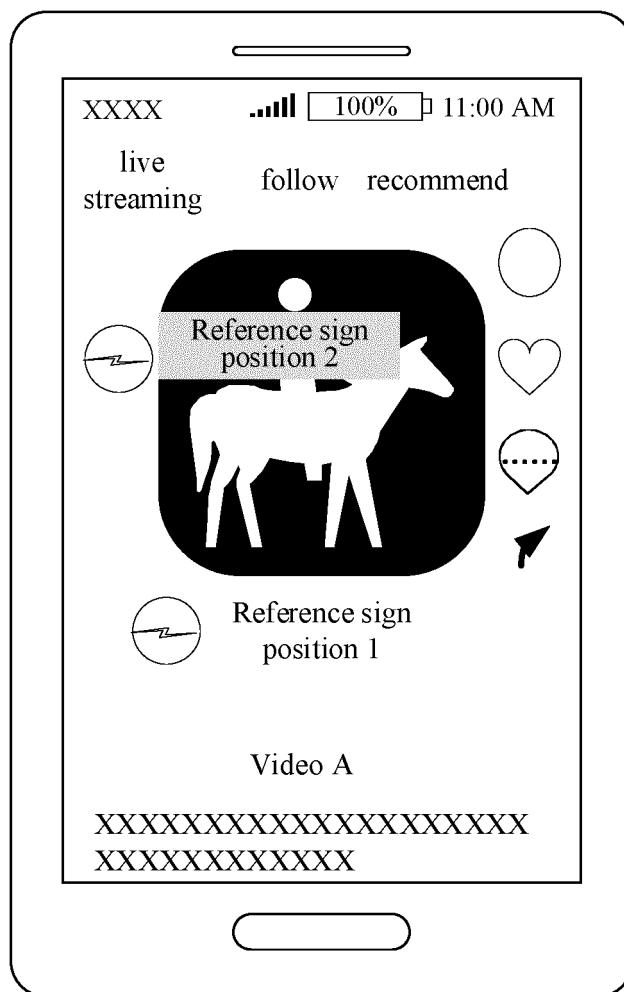 XXXX 100% 11:00 AM
live
streaming
follow recommend
Reference sign
position 2
Reference sign
position 1
Video A
XXXXXXXXXXXXXXXXXXXX
XXXXXXXXXXXX